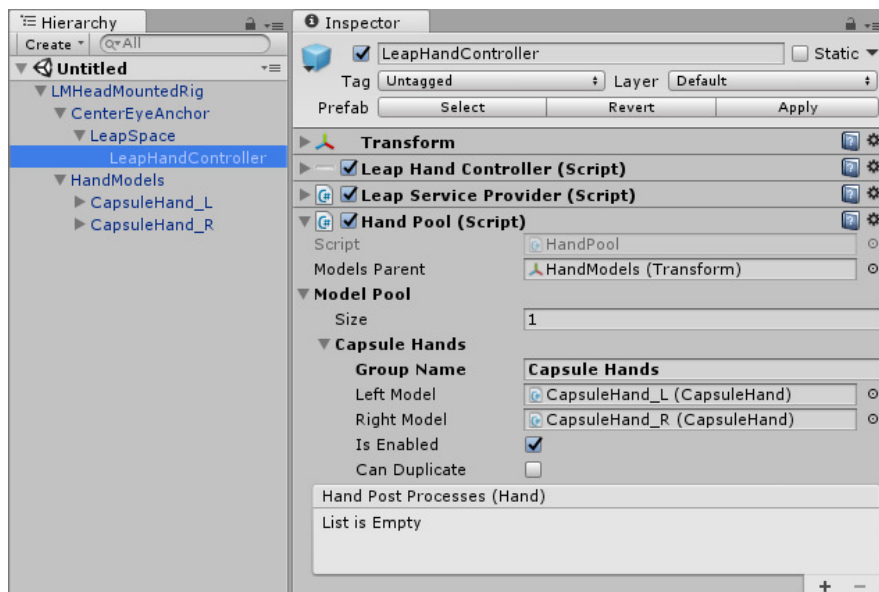 Hierarchy
Create
All
Untitled
LMHeadMountedRig
CenterEyeAnchor
LeapSpace
LeapHandController
HandModels
CapsuleHand_L
CapsuleHand_R
Inspector
LeapHandController Static
Tag Untagged Layer Default
Prefab Select Revert Apply
Transform
Leap Hand Controller (Script)
Leap Service Provider (Script)
Hand Pool (Script)
Script HandPool
Models Parent HandModels (Transform)
Model Pool
Size 1
Capsule Hands
Group Name Capsule Hands
Left Model CapsuleHand_L (CapsuleHand)
Right Model CapsuleHand_R (CapsuleHand)
Is Enabled
Can Duplicate
Hand Post Processes (Hand)
List is Empty